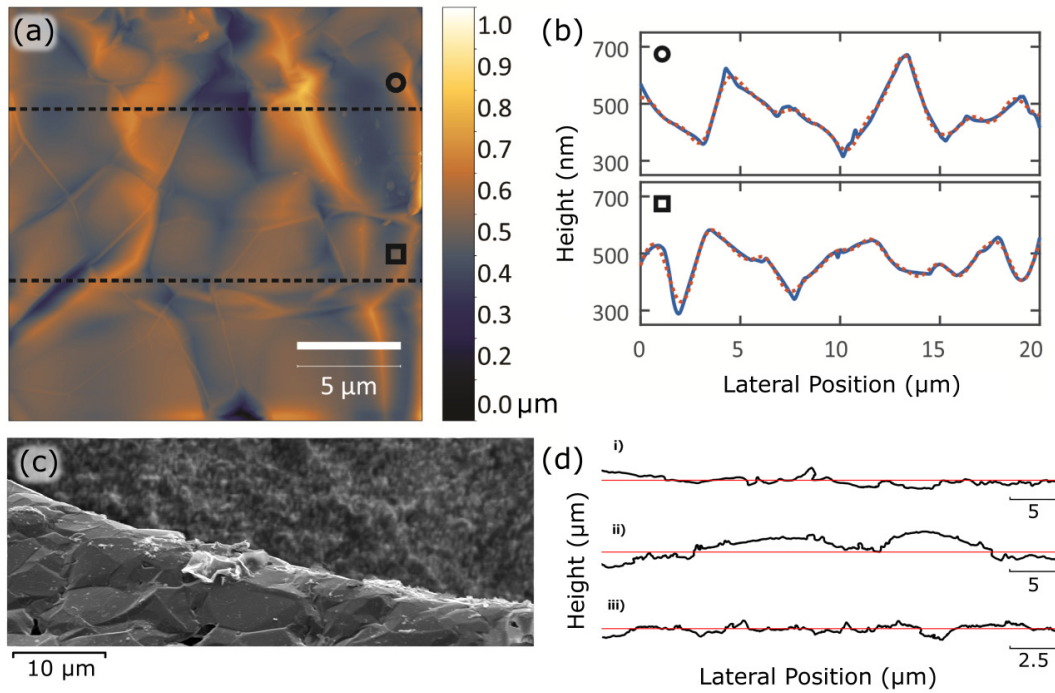 (a)
1.0
0.9
0.8
0.7
0.6
0.5
0.4
0.3
0.2
0.1
0.0 μm
5 μm
(b)
700
500
300
700
500
300
Height (nm)
0 5 10 15 20
Lateral Position (μm)
(c)
10 μm
(d)
i)
5
ii)
5
iii)
2.5
Height (μm)
Lateral Position (μm)